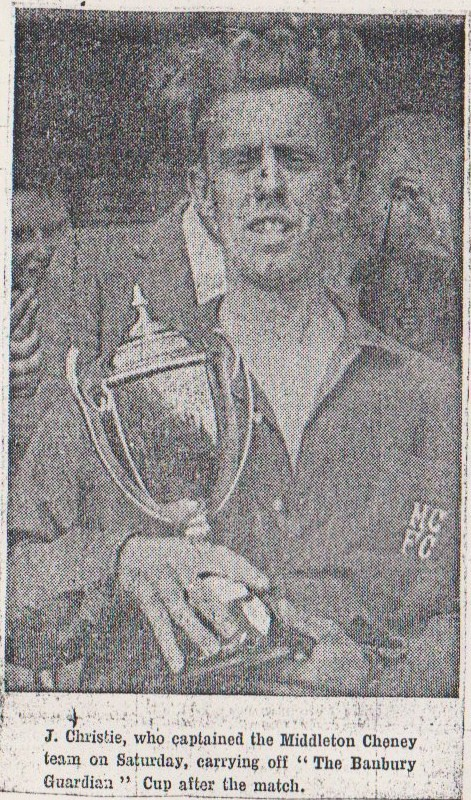 MC
FC
J. Christie, who captained the Middleton Cheney
team on Saturday, carrying off " The Banbury
Guardian " Cup after the match.